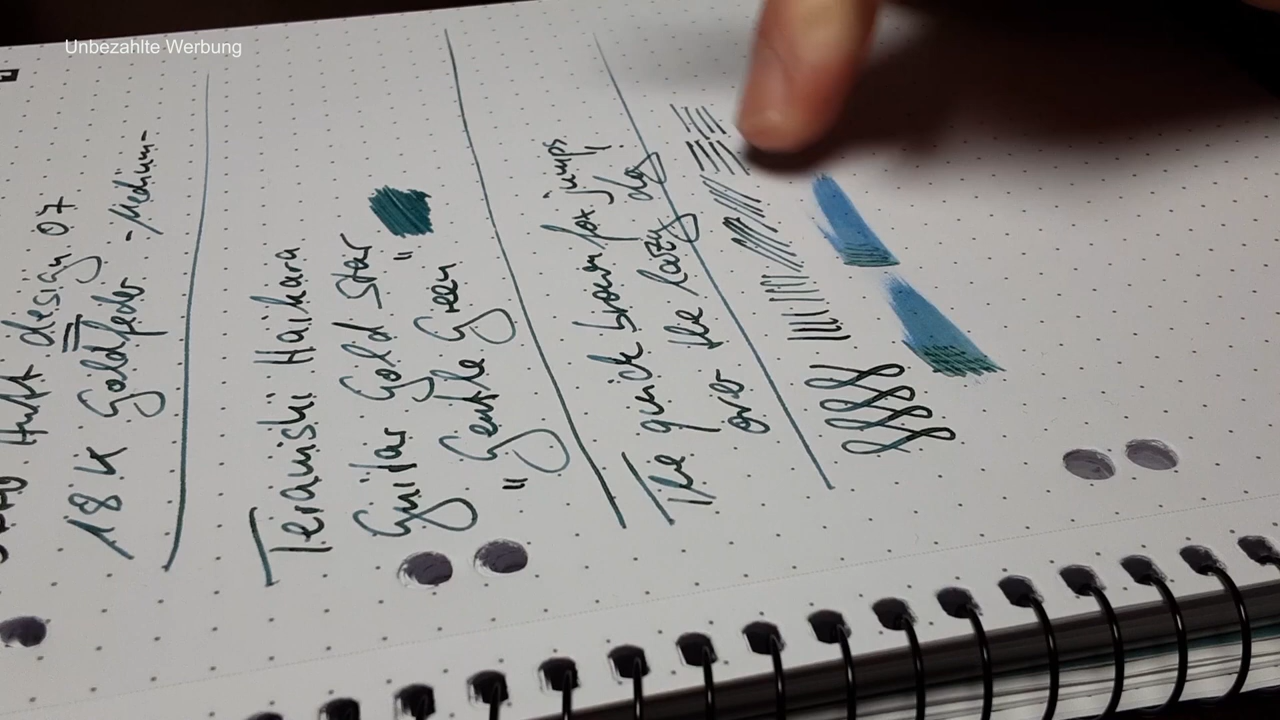 Unbezahlte Werbung
design 07
18 K Goldfeder -Medium-
Teranishi Haikara
Guitar Gold Star
"Gentle Green"
The quick brown fox jumps
over the lazy dog